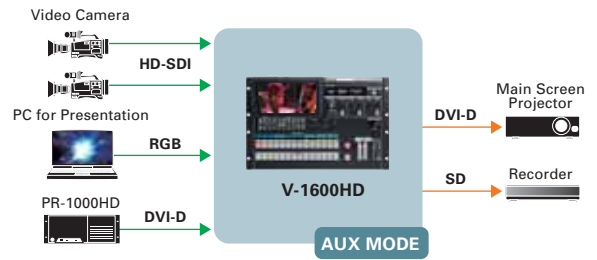 Video Camera
HD-SDI
PC for Presentation
RGB
PR-1000HD
DVI-D
V-1600HD
AUX MODE
DVI-D
Main Screen
Projector
SD
Recorder